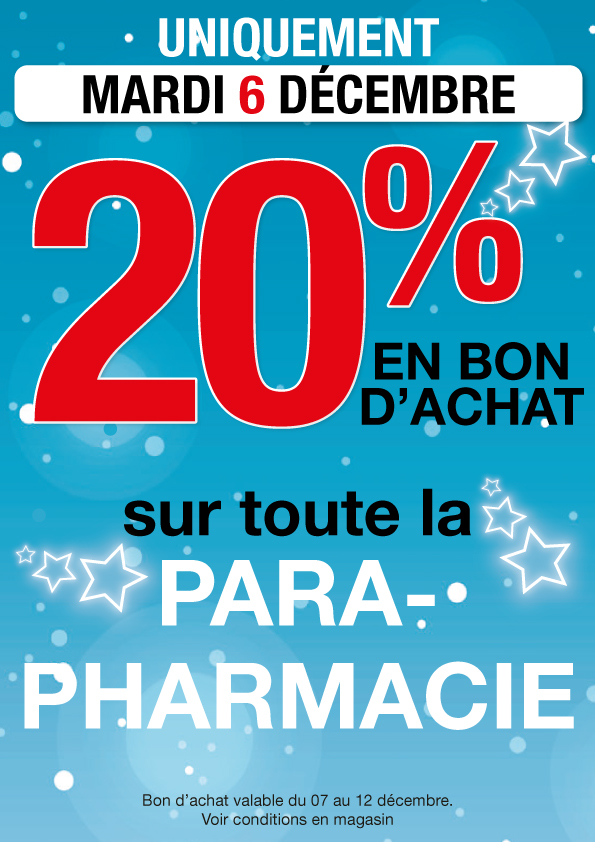 UNIQUEMENT
MARDI 6 DÉCEMBRE
20%
EN BON
D'ACHAT
sur toute la
PARA-
PHARMACIE
Bon d'achat valable du 07 au 12 décembre.
Voir conditions en magasin